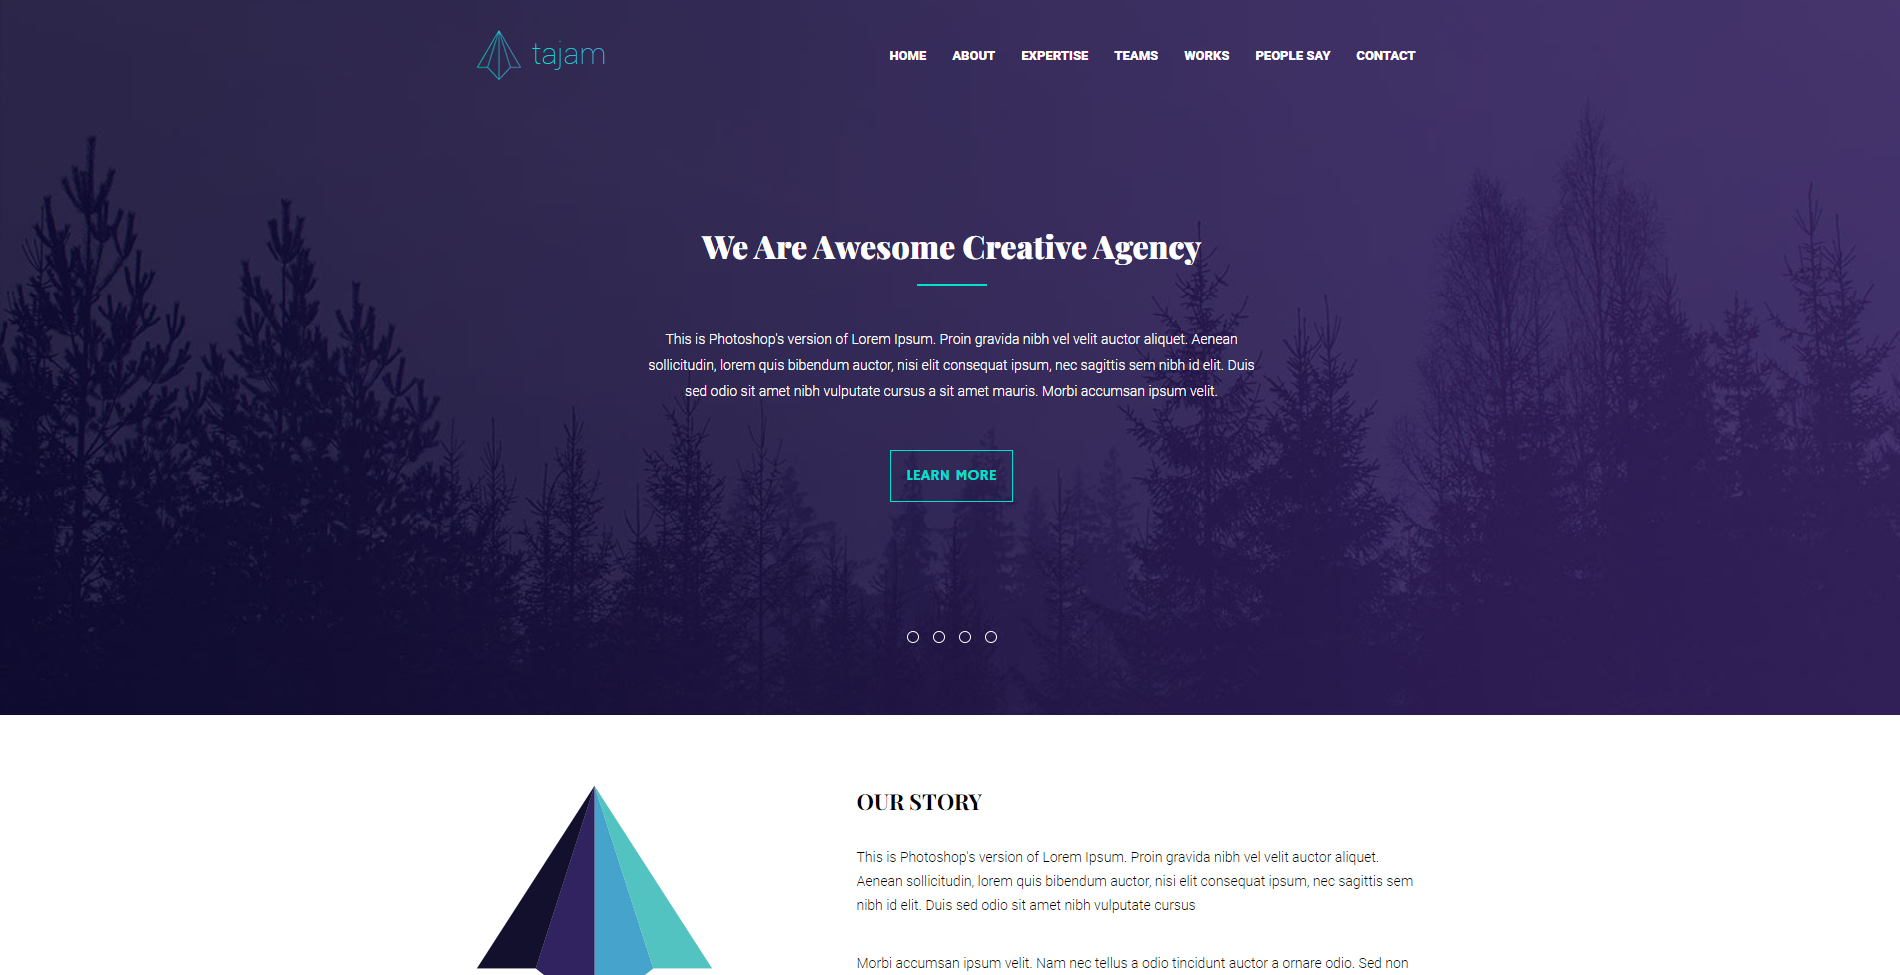 tajam
HOME ABOUT EXPERTISE TEAMS WORKS PEOPLE SAY CONTACT
We Are Awesome Creative Agency
This is Photoshop's version of Lorem Ipsum. Proin gravida nibh vel velit auctor aliquet. Aenean
sollicitudin, lorem quis bibendum auctor, nisi elit consequat ipsum, nec sagittis sem nibh id elit. Duis
sed odio sit amet nibh vulputate cursus a sit amet mauris. Morbi accumsan ipsum velit.
LEARN MORE
OUR STORY
This is Photoshop's version of Lorem Ipsum. Proin gravida nibh vel velit auctor aliquet.
Aenean sollicitudin, lorem quis bibendum auctor, nisi elit consequat ipsum, nec sagittis sem
nibh id elit. Duis sed odio sit amet nibh vulputate cursus
Morbi accumsan ipsum velit. Nam nec tellus a odio tincidunt auctor a ornare odio. Sed non